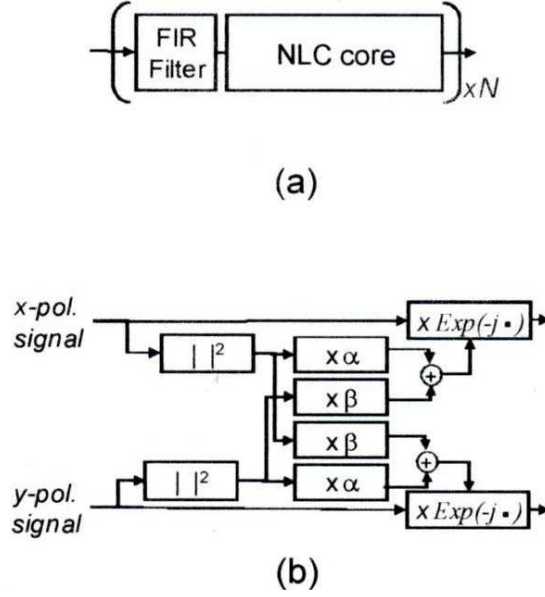 FIR
Filter
NLC core
xN
(a)
x-pol.
signal
| |²
x α
x β
x β
x α
+
+
x Exp(-j ▪)
y-pol.
signal
| |²
x Exp(-j ▪)
(b)